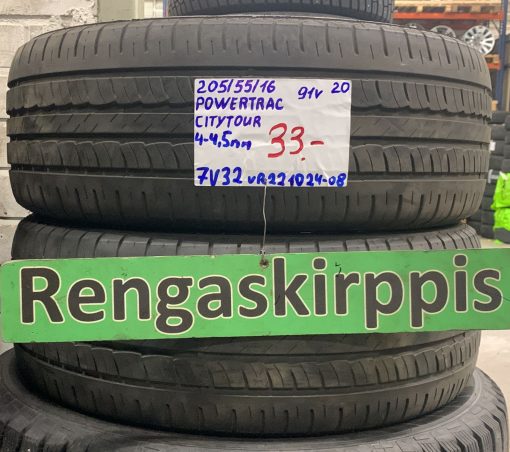 205/55/16 91v 20
POWERTRAC
CITYTOUR
4-4,5mm 33.-
7V32 VR221024-08
Rengaskirppis